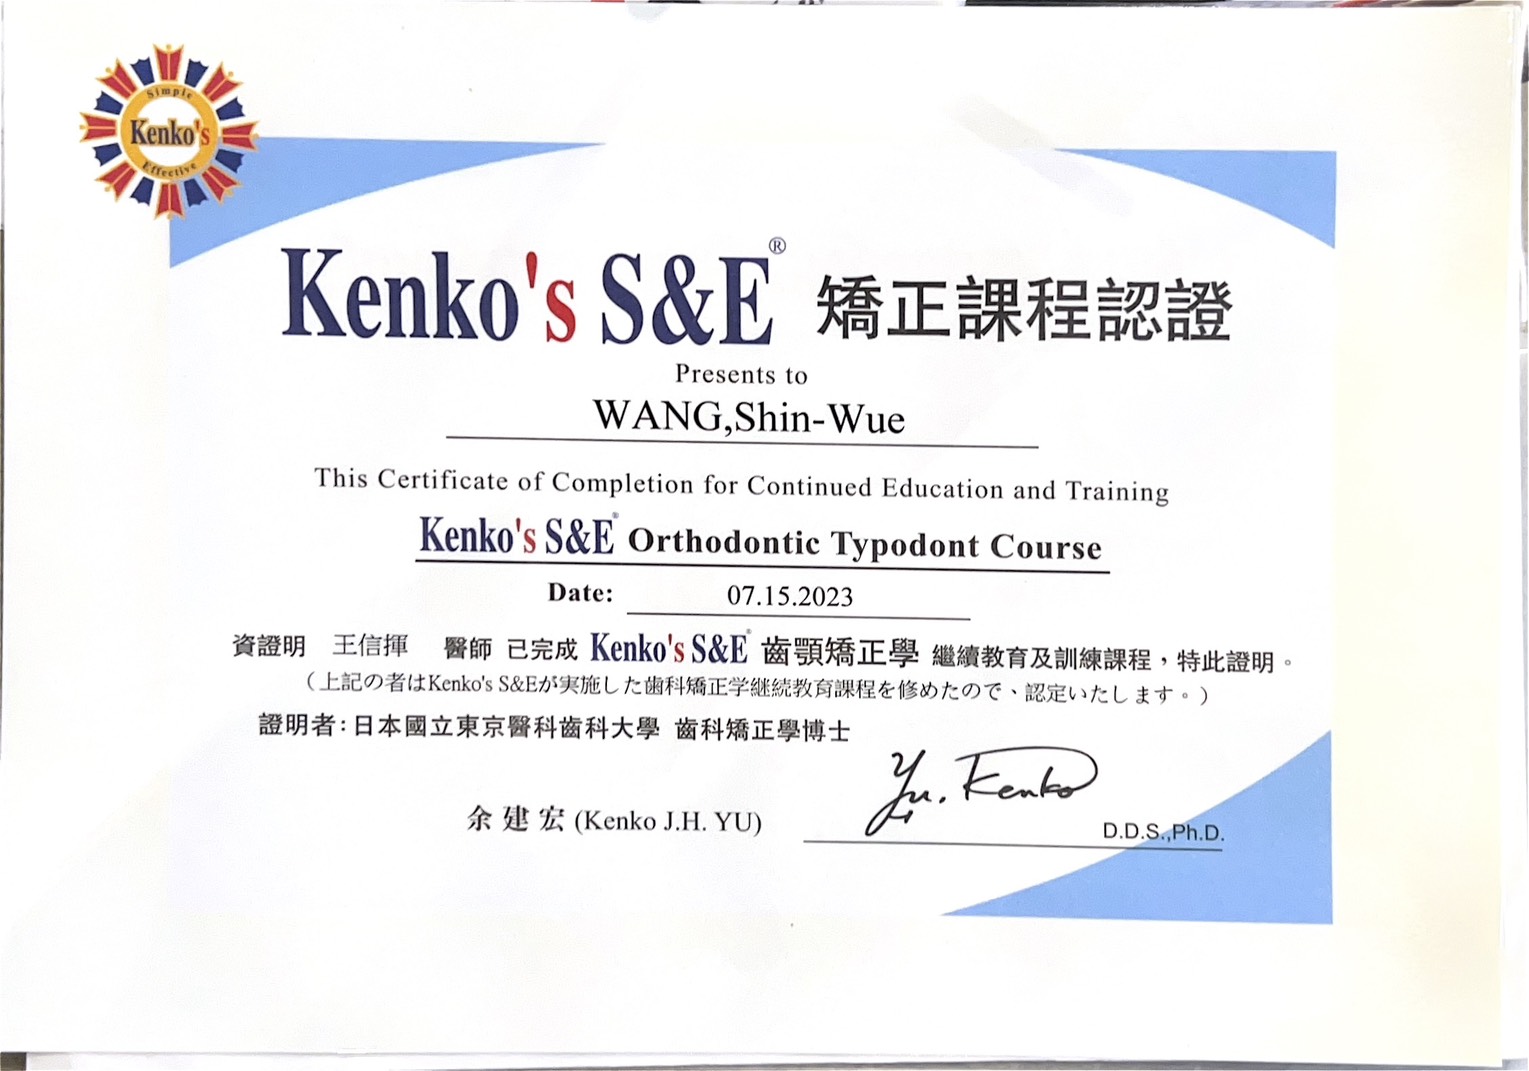 Simple
Kenko's
Effective
Kenko's S&E® 矯正課程認證
Presents to
WANG,Shin-Wue
This Certificate of Completion for Continued Education and Training
Kenko's S&E® Orthodontic Typodont Course
Date: 07.15.2023
資證明 王信揮 醫師 已完成 Kenko's S&E® 齒顎矯正學 繼續教育及訓練課程，特此證明。
（上記の者はKenko's S&Eが実施した歯科矯正学継続教育課程を修めたので、認定いたします。）
證明者:日本國立東京醫科齒科大學 齒科矯正學博士
Yu. Kenko
余建宏 (Kenko J.H. YU)
D.D.S.,Ph.D.